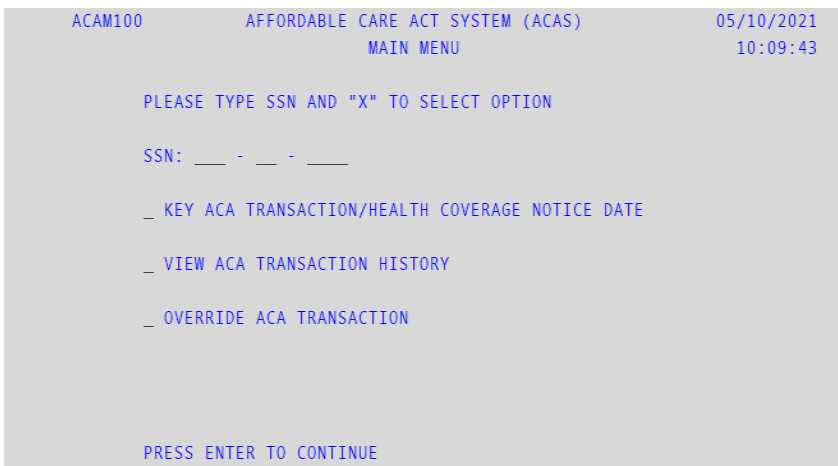 ACAM100 AFFORDABLE CARE ACT SYSTEM (ACAS) 05/10/2021
MAIN MENU 10:09:43
PLEASE TYPE SSN AND "X" TO SELECT OPTION
SSN: ___ - __ - ____
_ KEY ACA TRANSACTION/HEALTH COVERAGE NOTICE DATE
_ VIEW ACA TRANSACTION HISTORY
_ OVERRIDE ACA TRANSACTION
PRESS ENTER TO CONTINUE